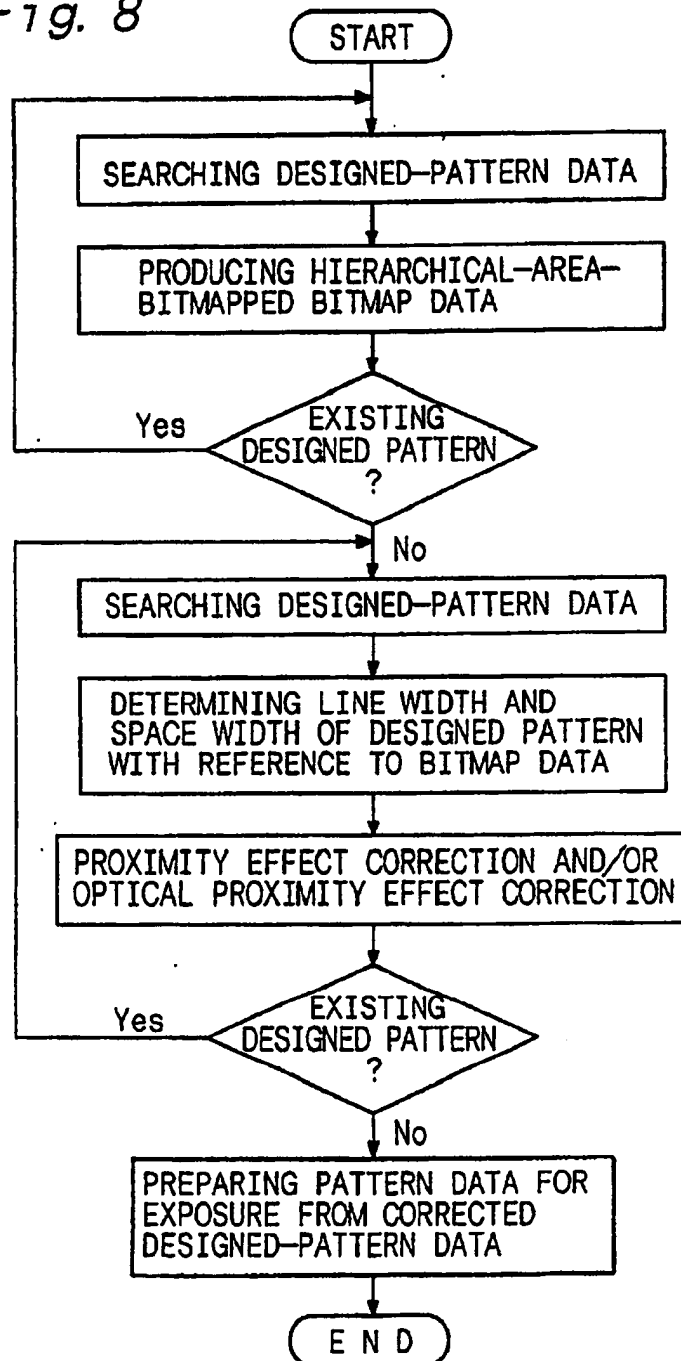 Fig. 8
START
SEARCHING DESIGNED-PATTERN DATA
PRODUCING HIERARCHICAL-AREA-
BITMAPPED BITMAP DATA
Yes
EXISTING
DESIGNED PATTERN
?
No
SEARCHING DESIGNED-PATTERN DATA
DETERMINING LINE WIDTH AND
SPACE WIDTH OF DESIGNED PATTERN
WITH REFERENCE TO BITMAP DATA
PROXIMITY EFFECT CORRECTION AND/OR
OPTICAL PROXIMITY EFFECT CORRECTION
Yes
EXISTING
DESIGNED PATTERN
?
No
PREPARING PATTERN DATA FOR
EXPOSURE FROM CORRECTED
DESIGNED-PATTERN DATA
E N D